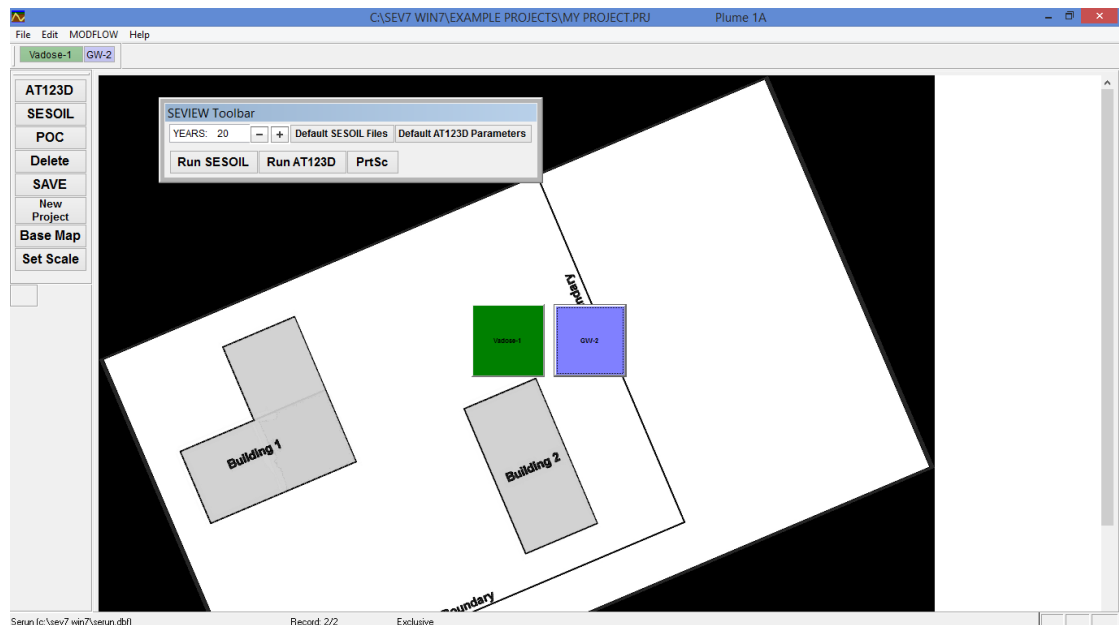 C:\SEV7 WIN7\EXAMPLE PROJECTS\MY PROJECT.PRJ Plume 1A
File Edit MODFLOW Help
Vadose-1 GW-2
AT123D
SESOIL
POC
Delete
SAVE
New
Project
Base Map
Set Scale
SEVIEW Toolbar
YEARS: 20 − + Default SESOIL Files Default AT123D Parameters
Run SESOIL Run AT123D PrtSc
undary
Vadose-1
GW-2
Building 1
Building 2
oundary
Serun (c:\sev7 win7\serun.dbf) Record: 2/2 Exclusive